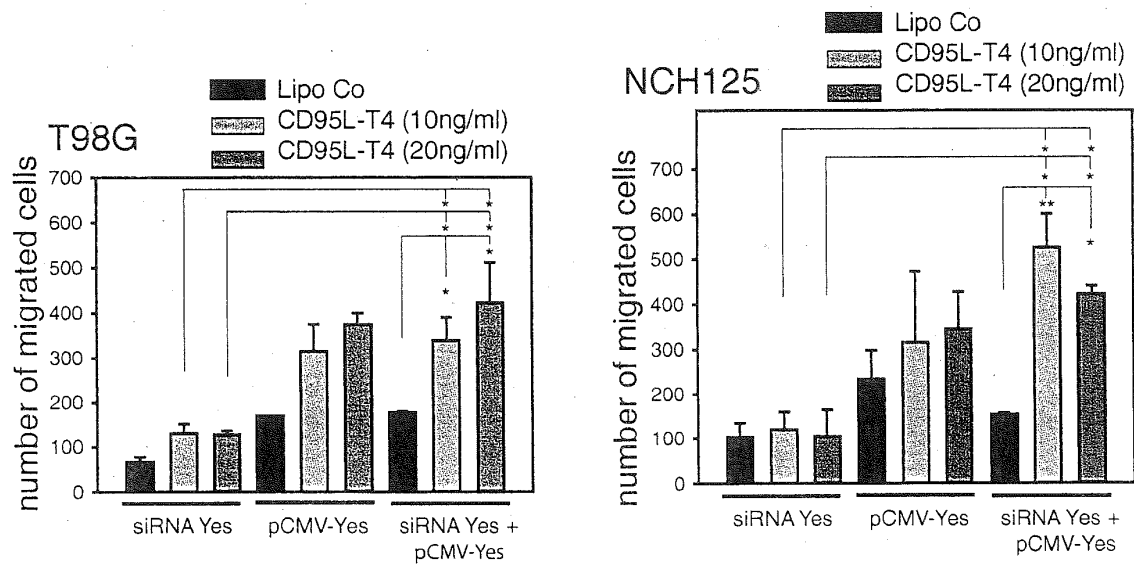 Lipo Co
CD95L-T4 (10ng/ml)
CD95L-T4 (20ng/ml)
T98G
number of migrated cells
700
600
500
400
300
200
100
0
* *
* *
* *
*
siRNA Yes
pCMV-Yes
siRNA Yes +
pCMV-Yes
Lipo Co
CD95L-T4 (10ng/ml)
CD95L-T4 (20ng/ml)
NCH125
number of migrated cells
700
600
500
400
300
200
100
0
* *
* *
* *
**
*
siRNA Yes
pCMV-Yes
siRNA Yes +
pCMV-Yes